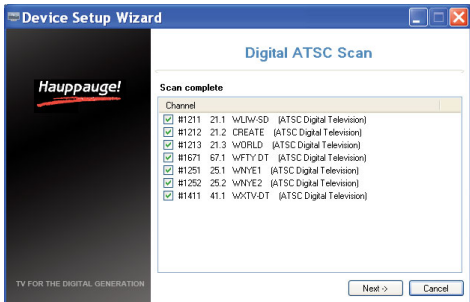 Device Setup Wizard
Digital ATSC Scan
Hauppauge!
Scan complete
Channel
#1211 21.1 WLIW-SD (ATSC Digital Television)
#1212 21.2 CREATE (ATSC Digital Television)
#1213 21.3 WORLD (ATSC Digital Television)
#1671 67.1 WFTY DT (ATSC Digital Television)
#1251 25.1 WNYE1 (ATSC Digital Television)
#1252 25.2 WNYE2 (ATSC Digital Television)
#1411 41.1 WXTV-DT (ATSC Digital Television)
TV FOR THE DIGITAL GENERATION
Next ->
Cancel